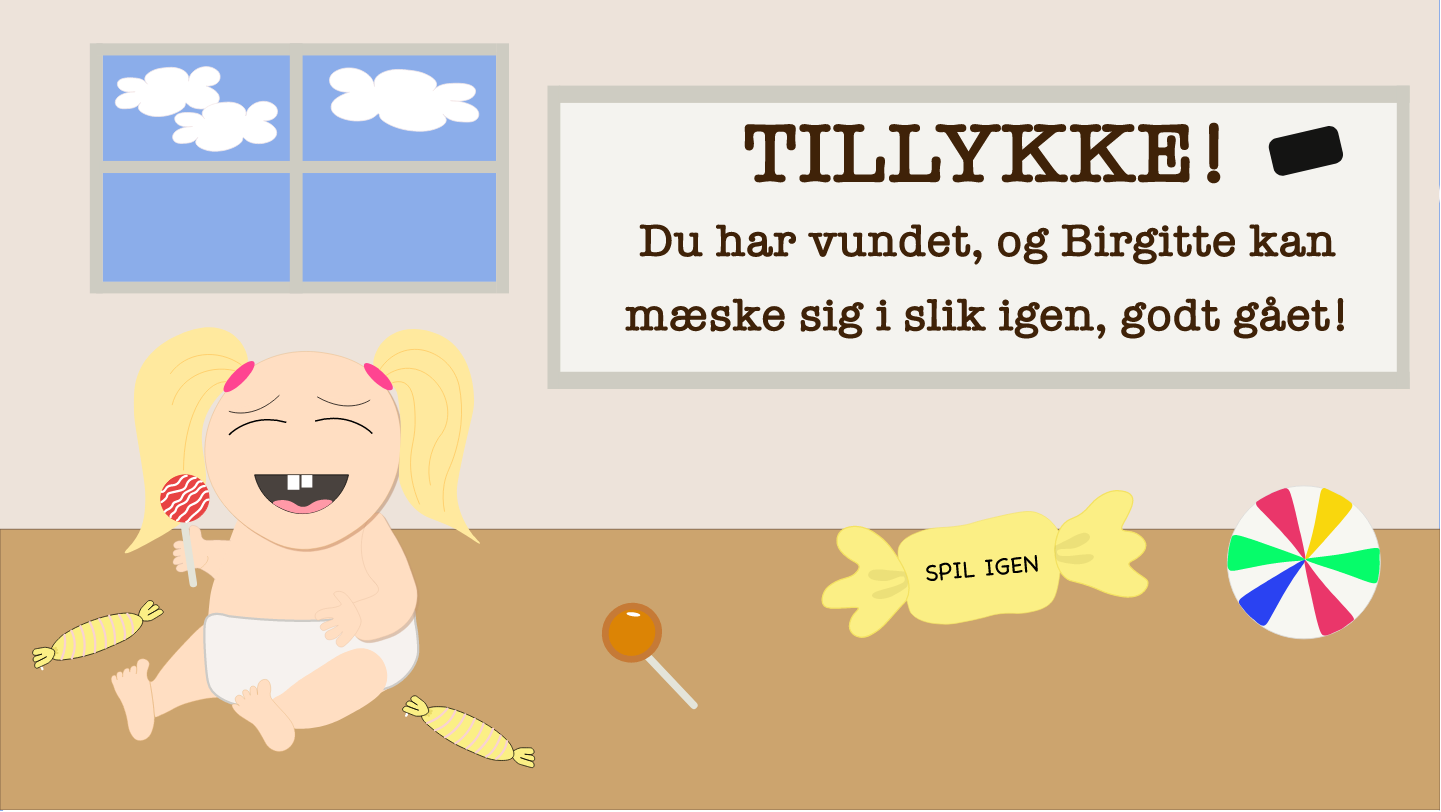 TILLYKKE!
Du har vundet, og Birgitte kan
mæske sig i slik igen, godt gået!
SPIL IGEN